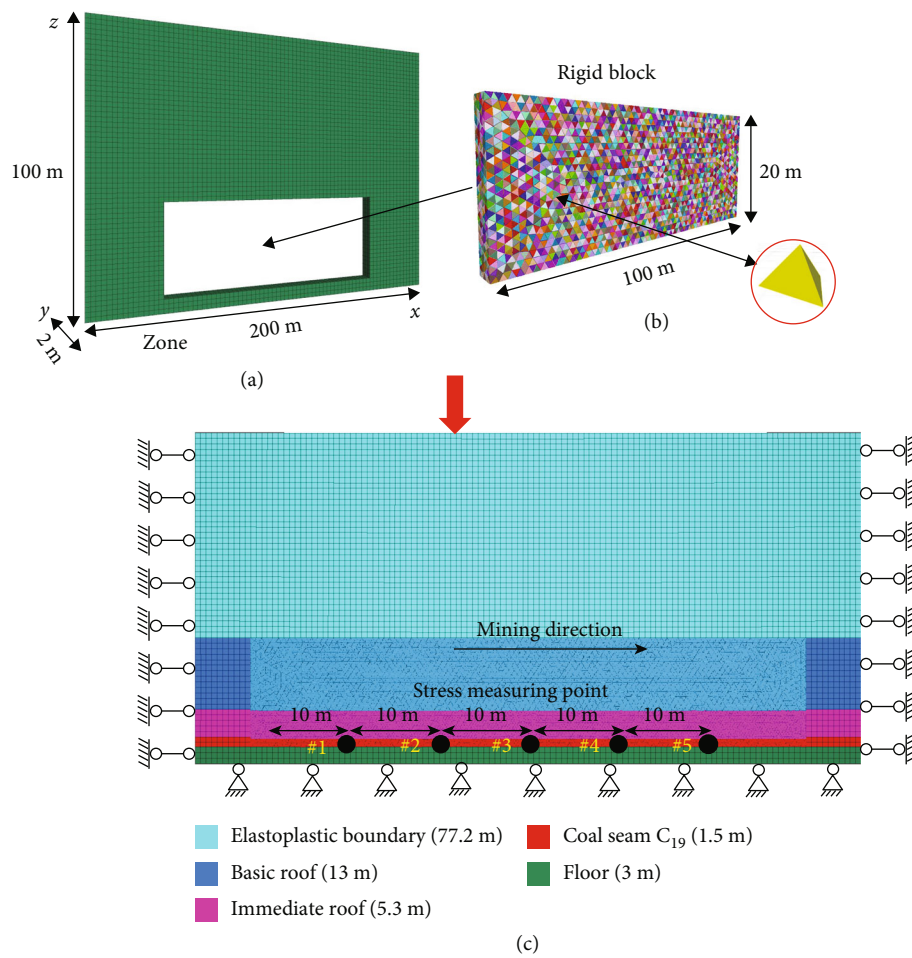 z
Rigid block
100 m
20 m
100 m
y
x
2 m
200 m
Zone
(b)
(a)
Mining direction
Stress measuring point
10 m 10 m 10 m 10 m 10 m
#1 #2 #3 #4 #5
Elastoplastic boundary (77.2 m)
Coal seam C₁₉ (1.5 m)
Basic roof (13 m)
Floor (3 m)
Immediate roof (5.3 m)
(c)